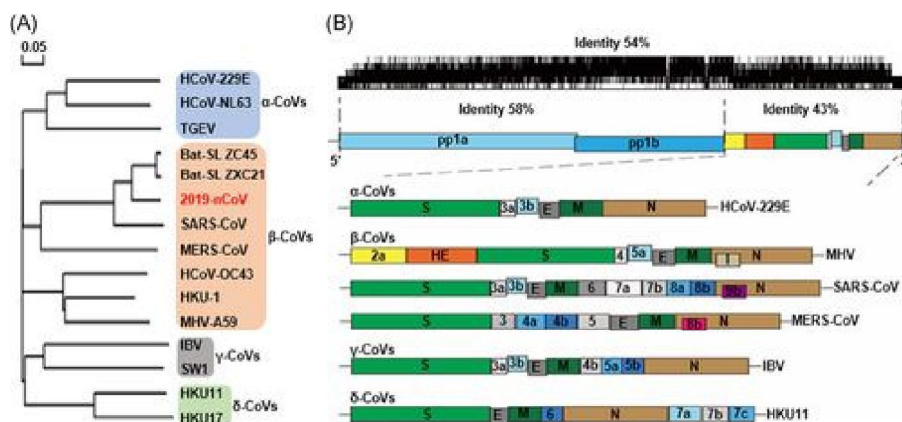 (A)
0.05
HCoV-229E
HCoV-NL63
α-CoVs
TGEV
Bat-SL ZC45
Bat-SL ZXC21
2019-nCoV
SARS-CoV
β-CoVs
MERS-CoV
HCoV-OC43
HKU-1
MHV-A59
IBV
γ-CoVs
SW1
HKU11
δ-CoVs
HKU17
(B)
Identity 54%
Identity 58% Identity 43%
pp1a pp1b
5' 3'
α-CoVs
S 3a 3b E M N HCoV-229E
β-CoVs
2a HE S 4 5a E M I N MHV
S 3a 3b E M 6 7a 7b 8a 8b 9b N SARS-CoV
S 3 4a 4b 5 E M 8b N MERS-CoV
γ-CoVs
S 3a 3b E M 4b 5a 5b N IBV
δ-CoVs
S E M 6 N 7a 7b 7c HKU11